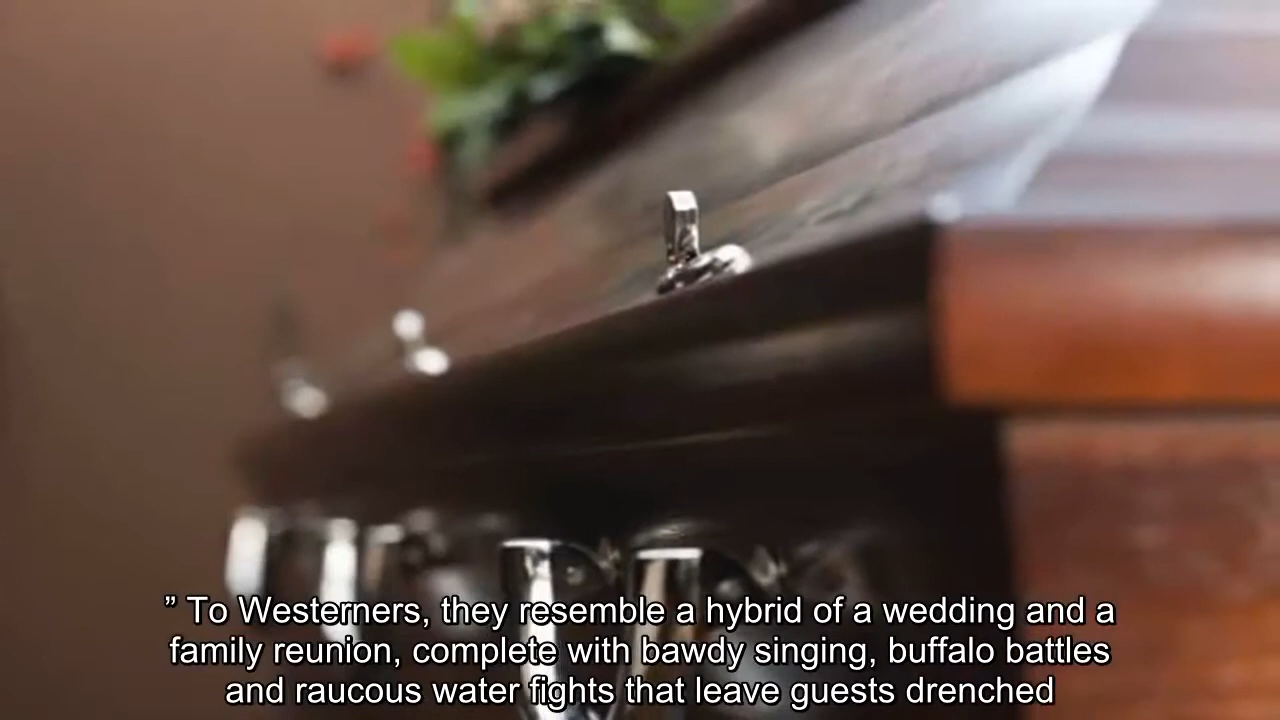 ” To Westerners, they resemble a hybrid of a wedding and a
family reunion, complete with bawdy singing, buffalo battles
and raucous water fights that leave guests drenched